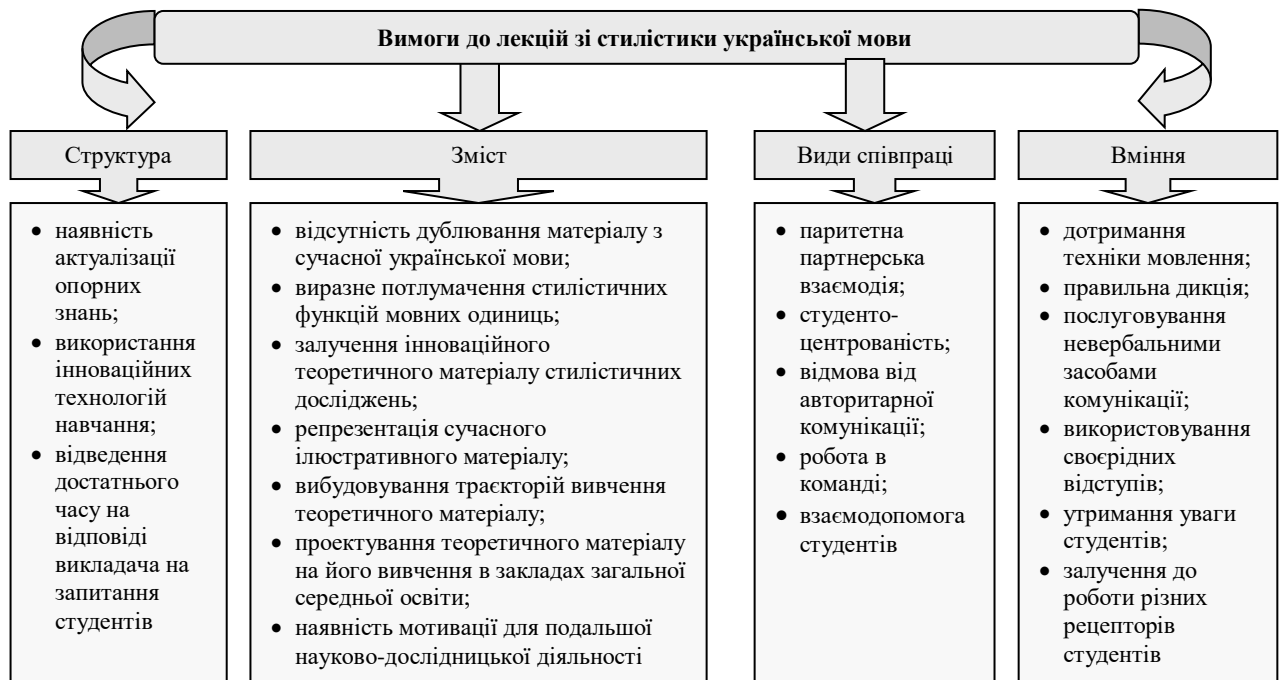 Вимоги до лекцій зі стилістики української мови
Структура
• наявність
актуалізації
опорних
знань;
• використання
інноваційних
технологій
навчання;
• відведення
достатнього
часу на
відповіді
викладача на
запитання
студентів
Зміст
• відсутність дублювання матеріалу з
сучасної української мови;
• виразне потлумачення стилістичних
функцій мовних одиниць;
• залучення інноваційного
теоретичного матеріалу стилістичних
досліджень;
• репрезентація сучасного
ілюстративного матеріалу;
• вибудовування траєкторій вивчення
теоретичного матеріалу;
• проектування теоретичного матеріалу
на його вивчення в закладах загальної
середньої освіти;
• наявність мотивації для подальшої
науково-дослідницької діяльності
Види співпраці
• паритетна
партнерська
взаємодія;
• студенто-
центрованість;
• відмова від
авторитарної
комунікації;
• робота в
команді;
• взаємодопомога
студентів
Вміння
• дотримання
техніки мовлення;
• правильна дикція;
• послуговування
невербальними
засобами
комунікації;
• використовування
своєрідних
відступів;
• утримання уваги
студентів;
• залучення до
роботи різних
рецепторів
студентів